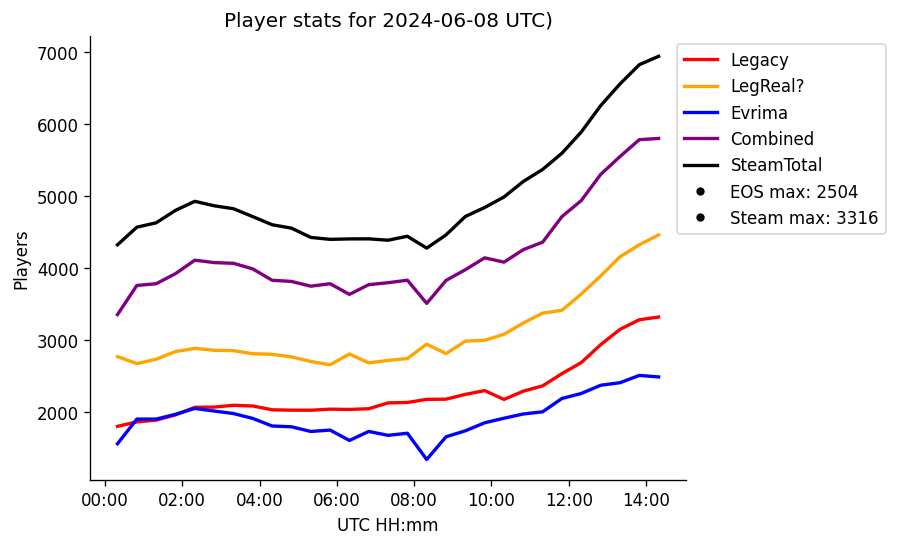 Player stats for 2024-06-08 UTC)
7000
6000
5000
4000
3000
2000
Players
00:00 02:00 04:00 06:00 08:00 10:00 12:00 14:00
UTC HH:mm
Legacy
LegReal?
Evrima
Combined
SteamTotal
EOS max: 2504
Steam max: 3316